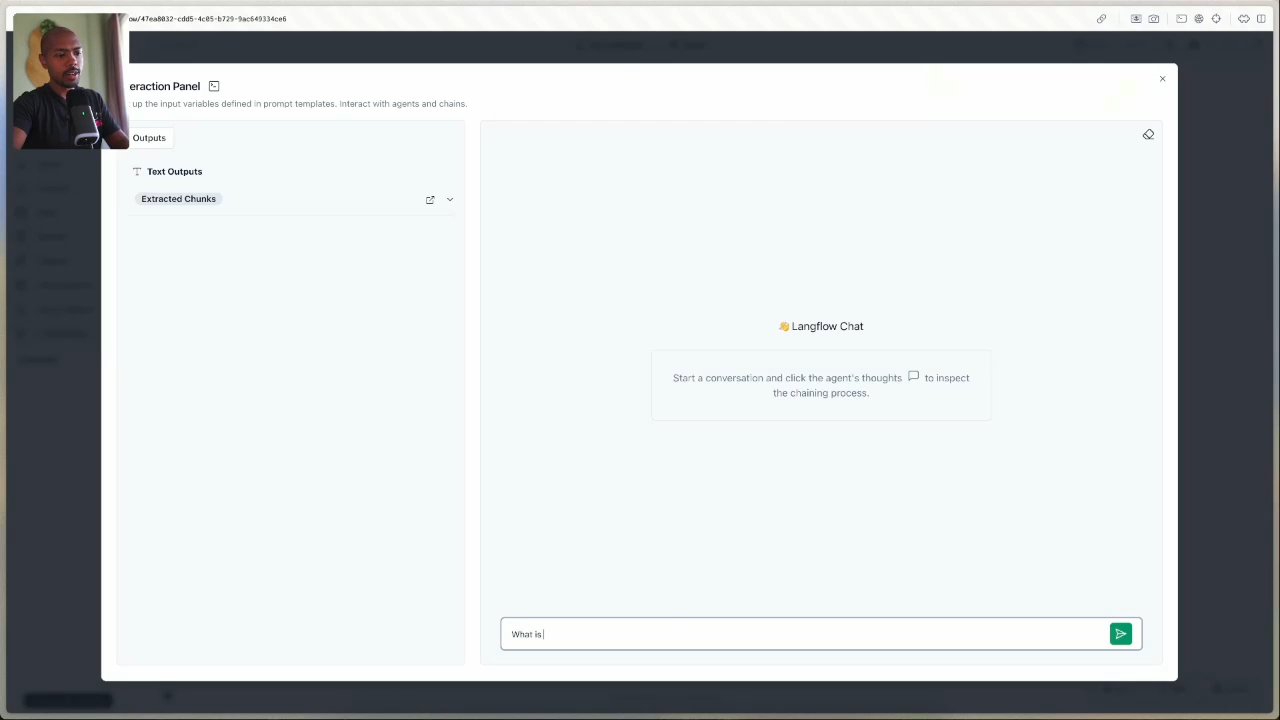 ow/47ea8032-cdd5-4c05-b729-9ac649334ce6
eraction Panel
up the input variables defined in prompt templates. Interact with agents and chains.
Outputs
Text Outputs
Extracted Chunks
👋 Langflow Chat
Start a conversation and click the agent's thoughts to inspect
the chaining process.
What is